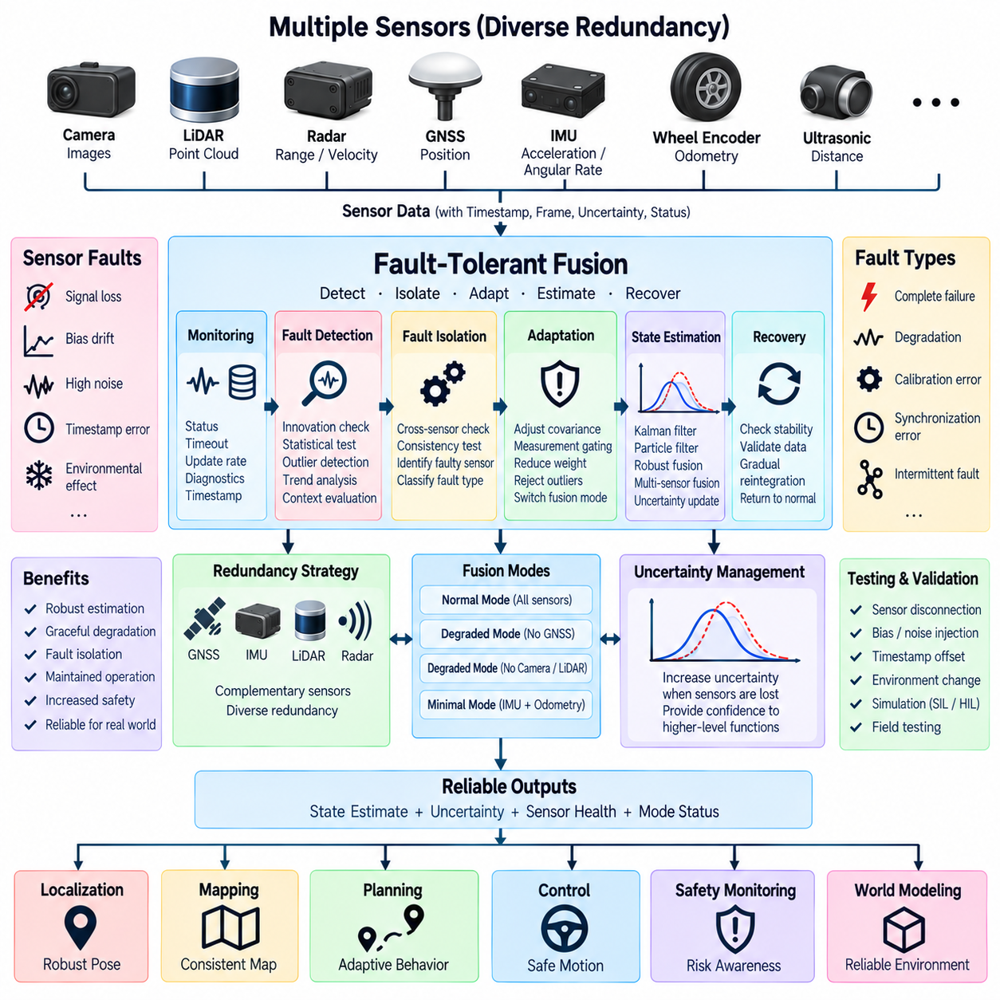 Multiple Sensors (Diverse Redundancy)
Camera
Images
LiDAR
Point Cloud
Radar
Range / Velocity
GNSS
Position
IMU
Acceleration /
Angular Rate
Wheel Encoder
Odometry
Ultrasonic
Distance
...
Sensor Data (with Timestamp, Frame, Uncertainty, Status)
Sensor Faults
Signal loss
Bias drift
High noise
Timestamp error
Environmental
effect
...
Fault-Tolerant Fusion
Detect · Isolate · Adapt · Estimate · Recover
Monitoring
Status
Timeout
Update rate
Diagnostics
Timestamp
Fault Detection
Innovation check
Statistical test
Outlier detection
Trend analysis
Context evaluation
Fault Isolation
Cross-sensor check
Consistency test
Identify faulty sensor
Classify fault type
Adaptation
Adjust covariance
Measurement gating
Reduce weight
Reject outliers
Switch fusion mode
State Estimation
Kalman filter
Particle filter
Robust fusion
Multi-sensor fusion
Uncertainty update
Recovery
Check stability
Validate data
Gradual
reintegration
Return to normal
Fault Types
Complete failure
Degradation
Calibration error
Synchronization
error
Intermittent fault
...
Benefits
Robust estimation
Graceful degradation
Fault isolation
Maintained operation
Increased safety
Reliable for real world
Redundancy Strategy
GNSS
IMU
LiDAR
Radar
Complementary sensors
Diverse redundancy
Fusion Modes
Normal Mode (All sensors)
Degraded Mode (No GNSS)
Degraded Mode (No Camera / LiDAR)
Minimal Mode (IMU + Odometry)
Uncertainty Management
Increase uncertainty
when sensors are lost
Provide confidence to
higher-level functions
Testing & Validation
Sensor disconnection
Bias / noise injection
Timestamp offset
Environment change
Simulation (SIL / HIL)
Field testing
Reliable Outputs
State Estimate + Uncertainty + Sensor Health + Mode Status
Localization
Robust Pose
Mapping
Consistent Map
Planning
Adaptive Behavior
Control
Safe Motion
Safety Monitoring
Risk Awareness
World Modeling
Reliable Environment